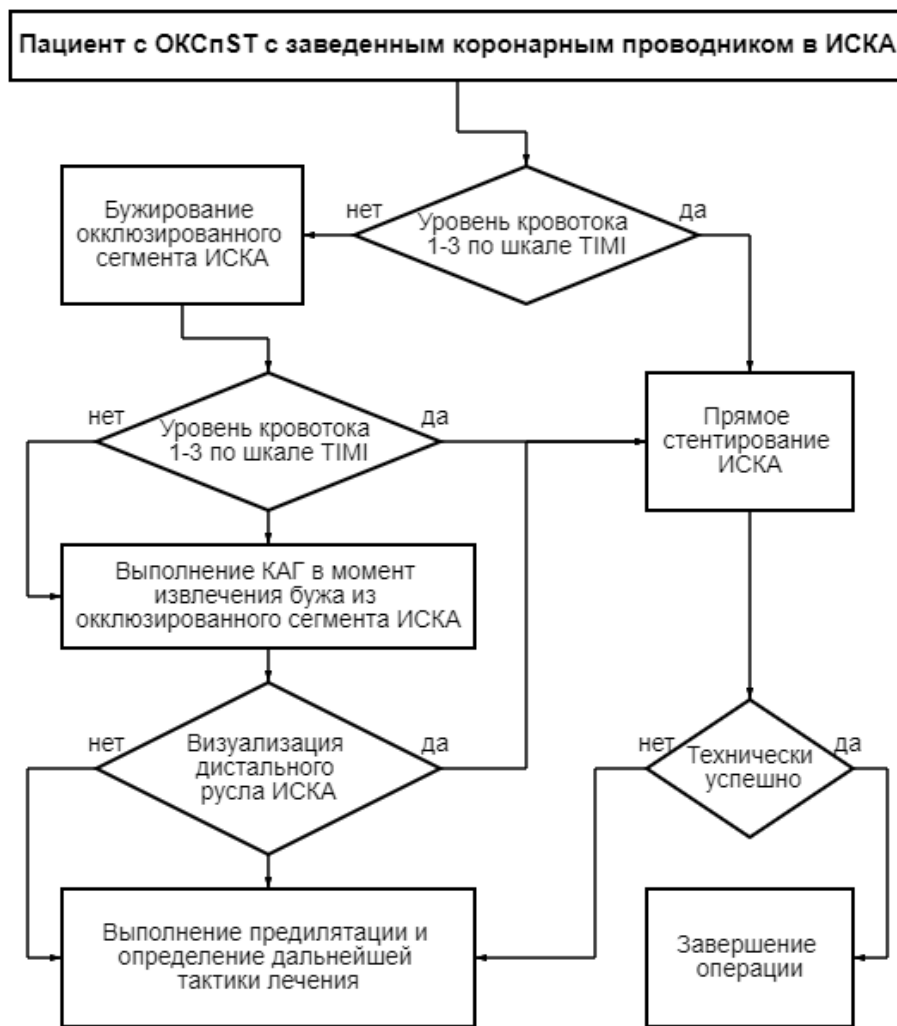 Пациент с ОКСпST с заведенным коронарным проводником в ИСКА
нет
Уровень кровотока
1-3 по шкале TIMI
да
Бужирование
окклюзированного
сегмента ИСКА
нет
Уровень кровотока
1-3 по шкале TIMI
да
Прямое
стентирование
ИСКА
Выполнение КАГ в момент
извлечения бужа из
окклюзированного сегмента ИСКА
нет
Визуализация
дистального
русла ИСКА
да
нет
Технически
успешно
да
Выполнение предилятации и
определение дальнейшей
тактики лечения
Завершение
операции